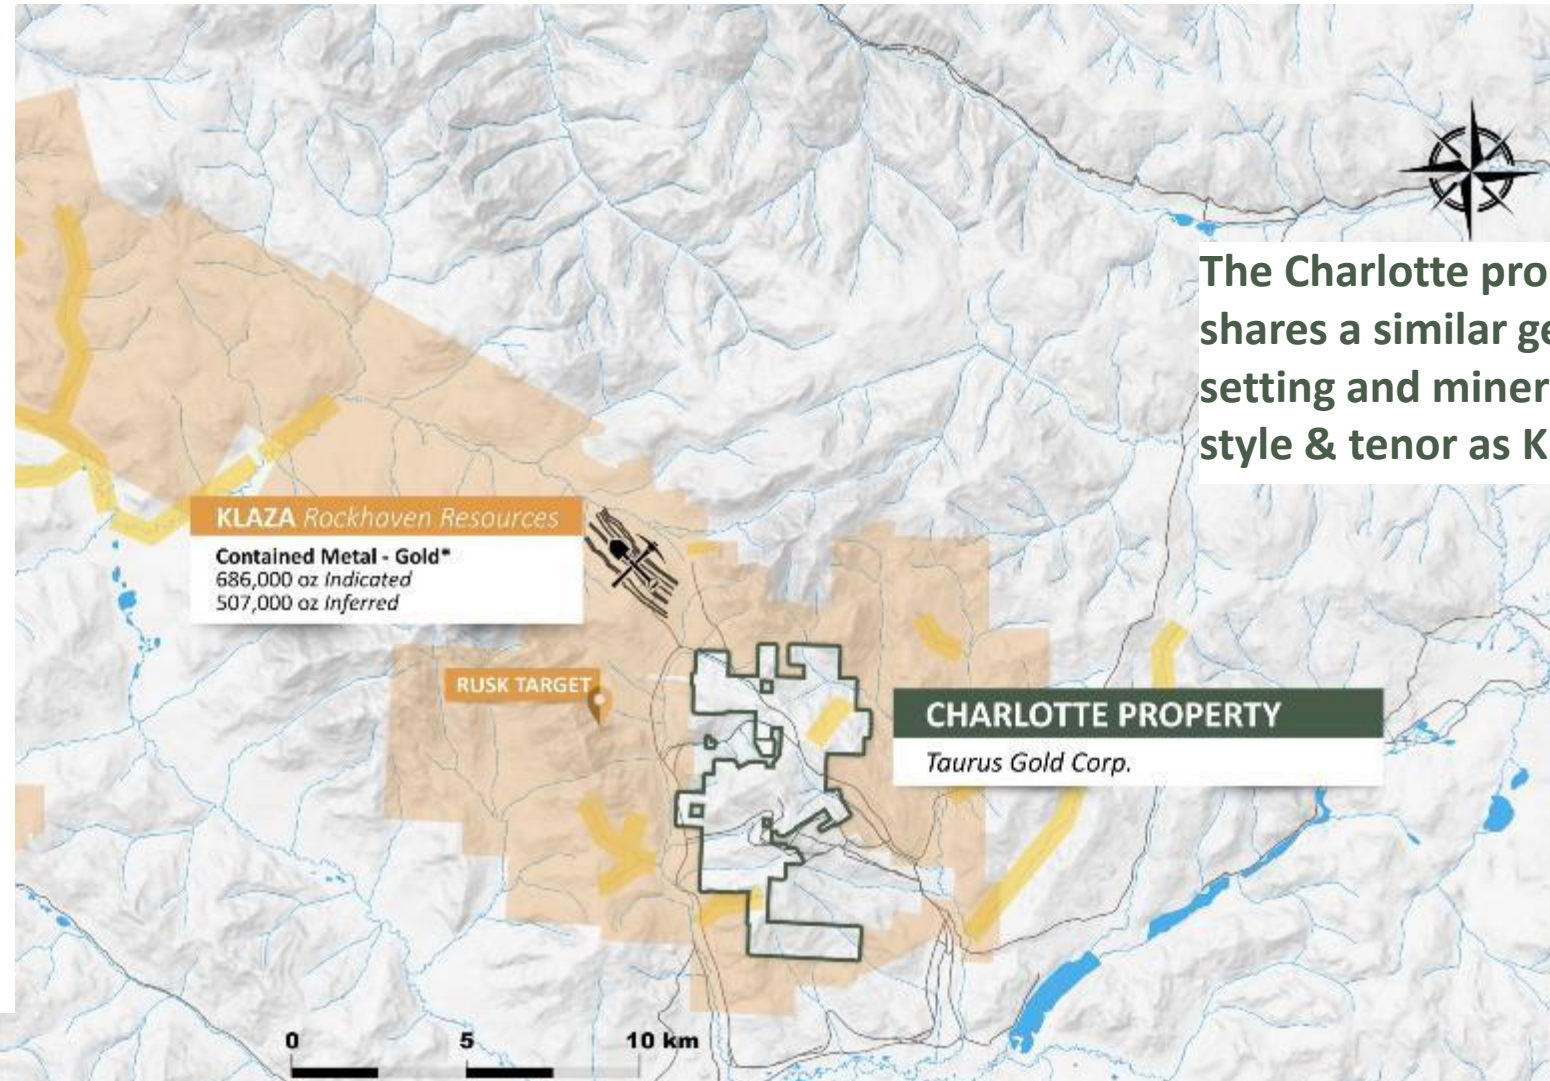 The Charlotte pro
shares a similar ge
setting and miner
style & tenor as K
KLAZA Rockhaven Resources
Contained Metal - Gold*
686,000 oz Indicated
507,000 oz Inferred
RUSK TARGET
CHARLOTTE PROPERTY
Taurus Gold Corp.
0 5 10 km